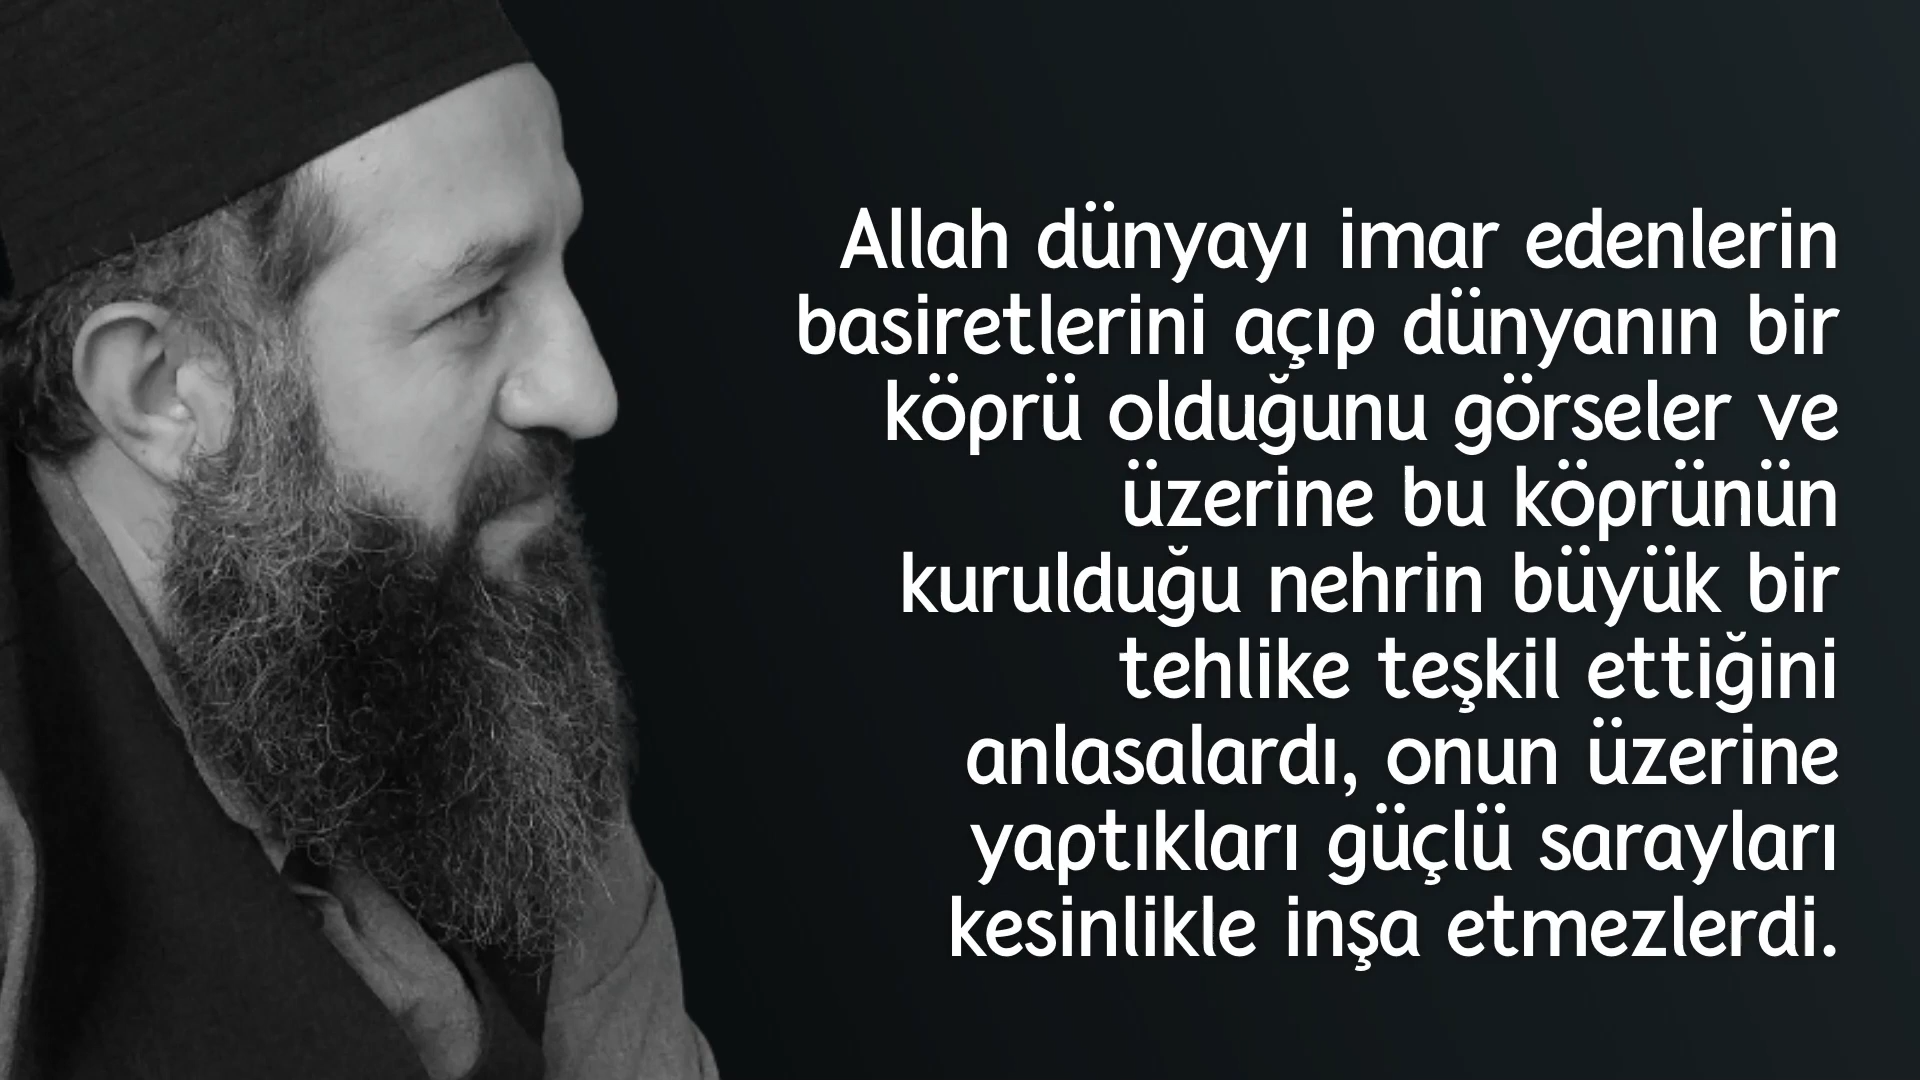 Allah dünyayı imar edenlerin
basiretlerini açıp dünyanın bir
köprü olduğunu görseler ve
üzerine bu köprünün
kurulduğu nehrin büyük bir
tehlike teşkil ettiğini
anlasalardı, onun üzerine
yaptıkları güçlü sarayları
kesinlikle inşa etmezlerdi.